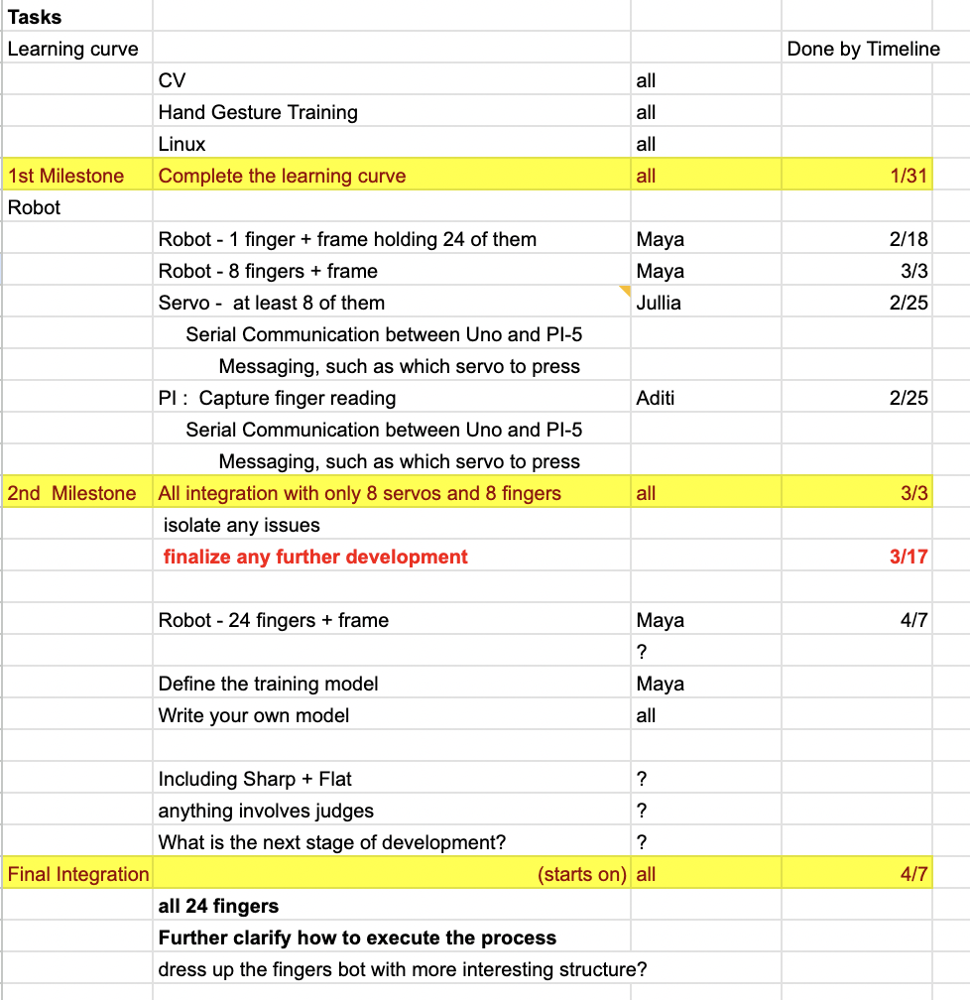 Tasks
Learning curve Done by Timeline
CV all
Hand Gesture Training all
Linux all
1st Milestone Complete the learning curve all 1/31
Robot
Robot - 1 finger + frame holding 24 of them Maya 2/18
Robot - 8 fingers + frame Maya 3/3
Servo - at least 8 of them Jullia 2/25
Serial Communication between Uno and PI-5
Messaging, such as which servo to press
PI : Capture finger reading Aditi 2/25
Serial Communication between Uno and PI-5
Messaging, such as which servo to press
2nd Milestone All integration with only 8 servos and 8 fingers all 3/3
isolate any issues
finalize any further development 3/17
Robot - 24 fingers + frame Maya 4/7
?
Define the training model Maya
Write your own model all
Including Sharp + Flat ?
anything involves judges ?
What is the next stage of development? ?
Final Integration (starts on) all 4/7
all 24 fingers
Further clarify how to execute the process
dress up the fingers bot with more interesting structure?